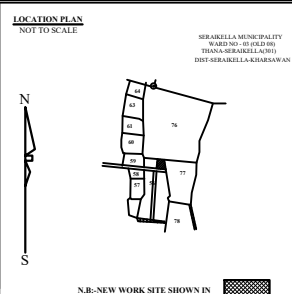 LOCATION PLAN
NOT TO SCALE
SERAIKELLA MUNICIPALITY
WARD NO - 03 (OLD 08)
THANA-SERAIKELLA(301)
DIST-SERAIKELLA-KHARSAWAN
N
64
63
76
61
60
59
77
58
57
78
S
N.B:-NEW WORK SITE SHOWN IN